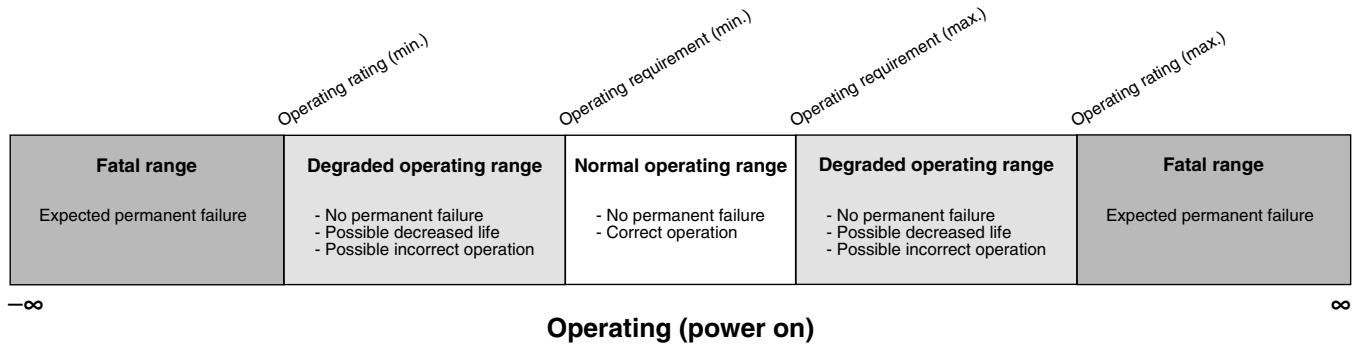 Operating rating (min.)
Operating requirement (min.)
Operating requirement (max.)
Operating rating (max.)
Fatal range
Expected permanent failure
Degraded operating range
- No permanent failure
- Possible decreased life
- Possible incorrect operation
Normal operating range
- No permanent failure
- Correct operation
Degraded operating range
- No permanent failure
- Possible decreased life
- Possible incorrect operation
Fatal range
Expected permanent failure
–∞
∞
Operating (power on)